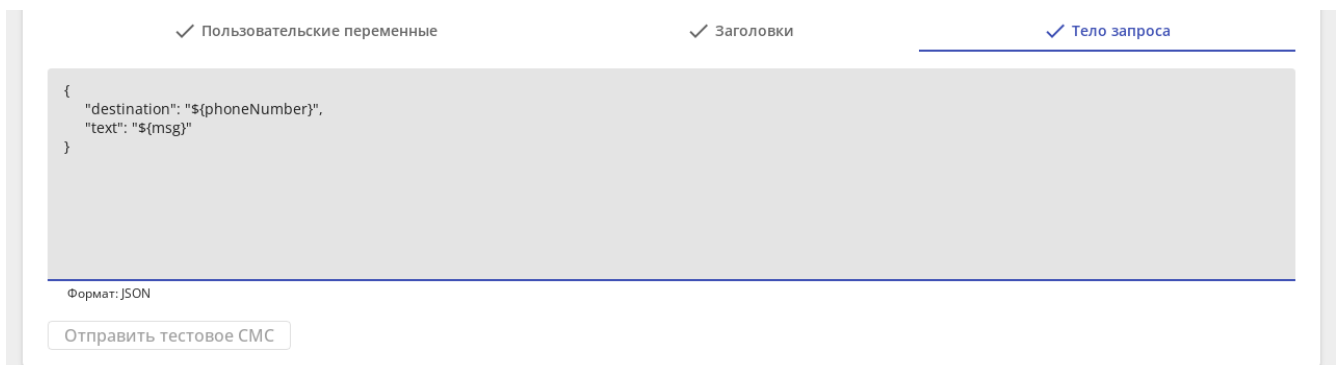 Пользовательские переменные
Заголовки
Тело запроса
{
"destination": "${phoneNumber}",
"text": "${msg}"
}
Формат: JSON
Отправить тестовое СМС